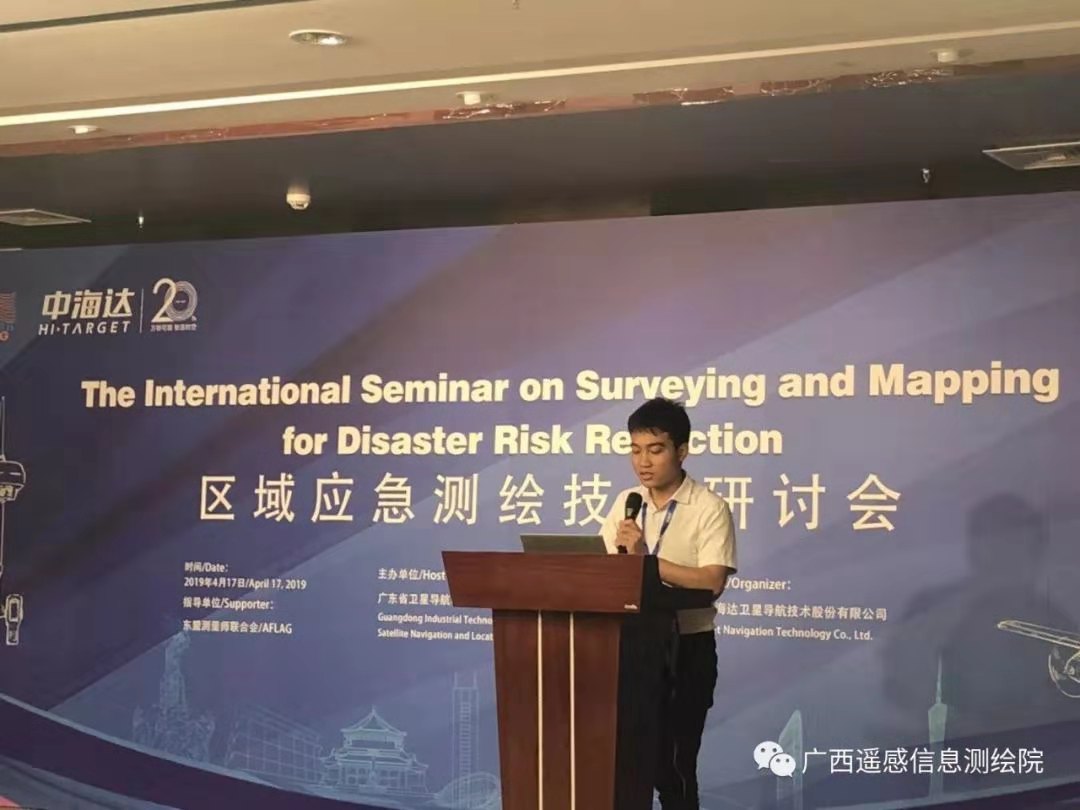 中海达
HI·TARGET
20
The International Seminar on Surveying and Mapping
for Disaster Risk Re ction
区域应急测绘技 研讨会
时间/Date:
2019年4月17日/April 17, 2019
指导单位/Supporter:
东盟测量师联合会/AFLAG
主办单位/Host
广东省卫星导航
Guangdong Industrial Techno
Satellite Navigation and Locat
/Organizer:
海达卫星导航技术股份有限公司
et Navigation Technology Co., Ltd.
广西遥感信息测绘院